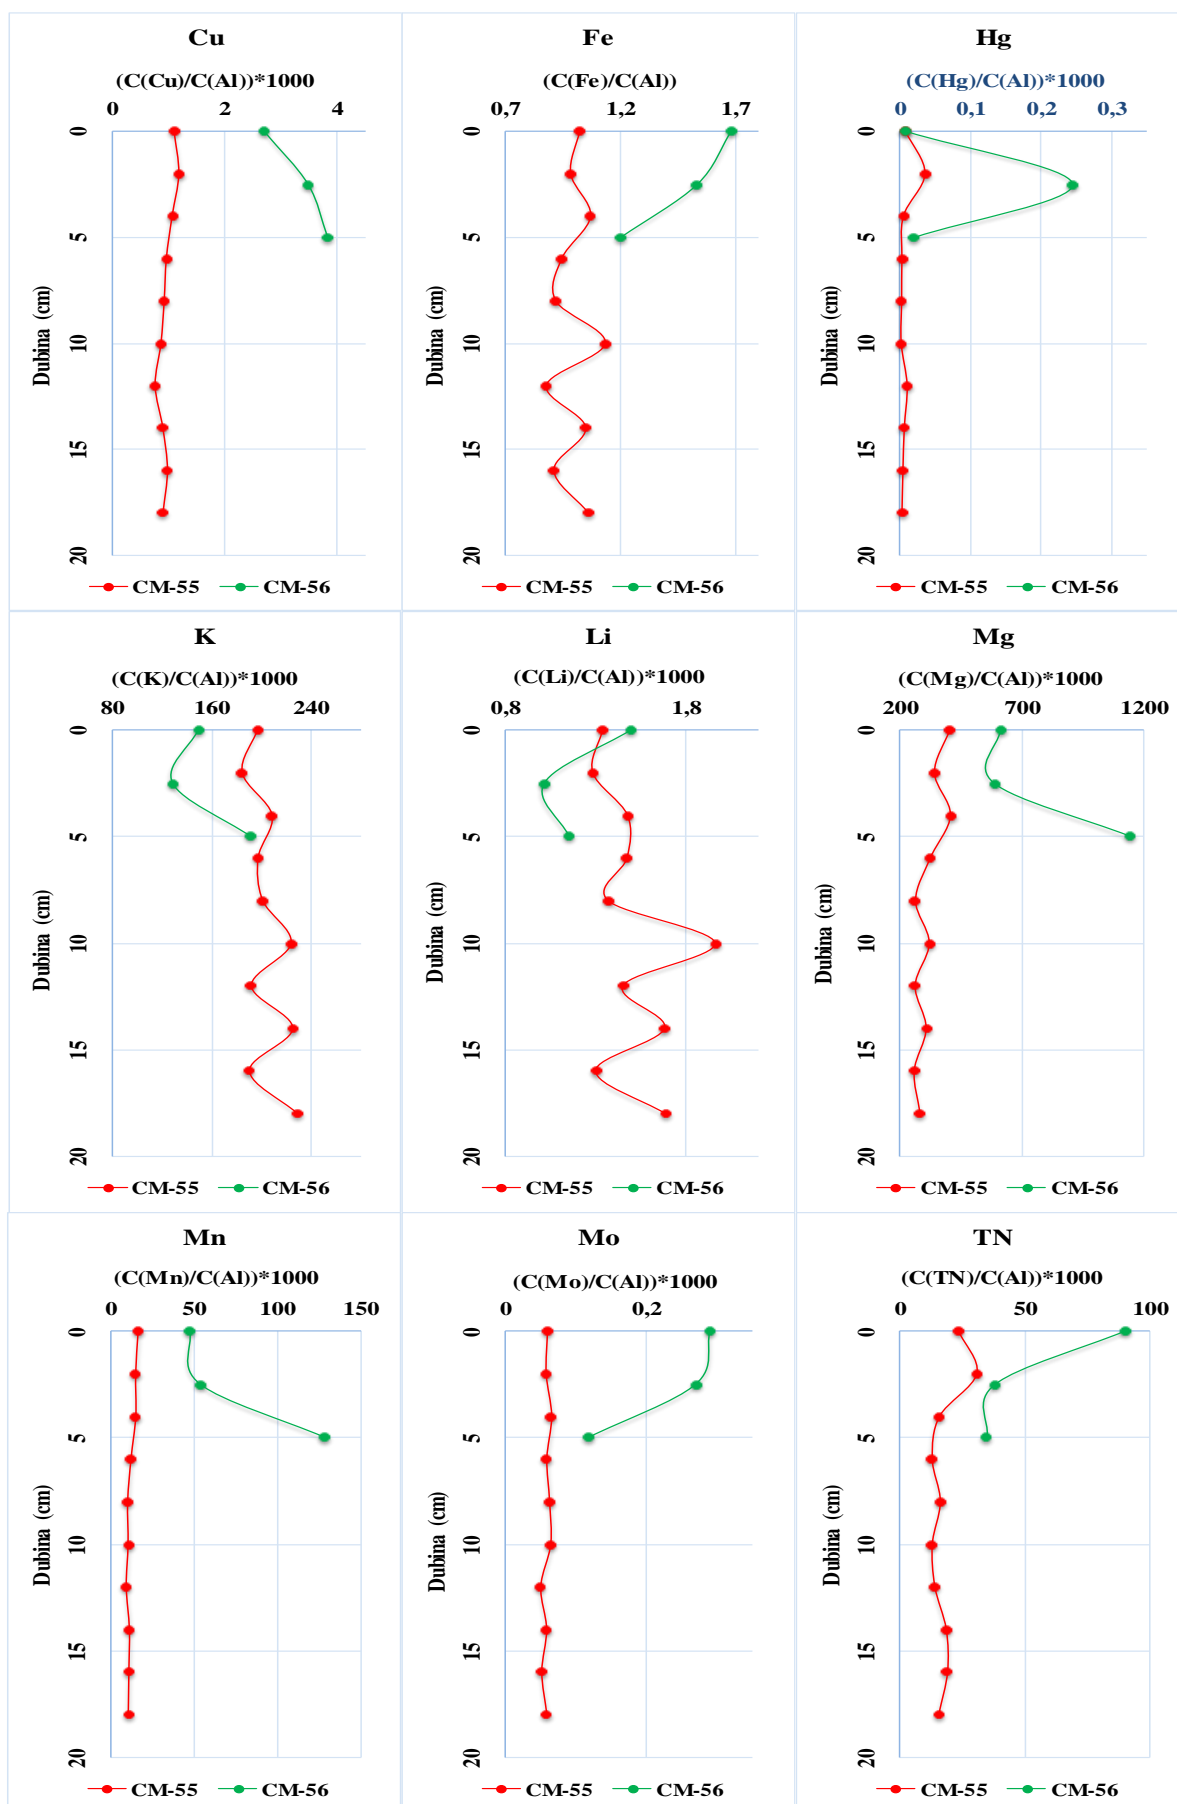 Cu
(C(Cu)/C(Al))*1000
0 2 4
0
5
10
15
20
Dubina (cm)
CM-55 CM-56
Fe
(C(Fe)/C(Al))
0,7 1,2 1,7
0
5
10
15
20
Dubina (cm)
CM-55 CM-56
Hg
(C(Hg)/C(Al))*1000
0 0,1 0,2 0,3
0
5
10
15
20
Dubina (cm)
CM-55 CM-56
K
(C(K)/C(Al))*1000
80 160 240
0
5
10
15
20
Dubina (cm)
CM-55 CM-56
Li
(C(Li)/C(Al))*1000
0,8 1,8
0
5
10
15
20
Dubina (cm)
CM-55 CM-56
Mg
(C(Mg)/C(Al))*1000
200 700 1200
0
5
10
15
20
Dubina (cm)
CM-55 CM-56
Mn
(C(Mn)/C(Al))*1000
0 50 100 150
0
5
10
15
20
Dubina (cm)
CM-55 CM-56
Mo
(C(Mo)/C(Al))*1000
0 0,2
0
5
10
15
20
Dubina (cm)
CM-55 CM-56
TN
(C(TN)/C(Al))*1000
0 50 100
0
5
10
15
20
Dubina (cm)
CM-55 CM-56